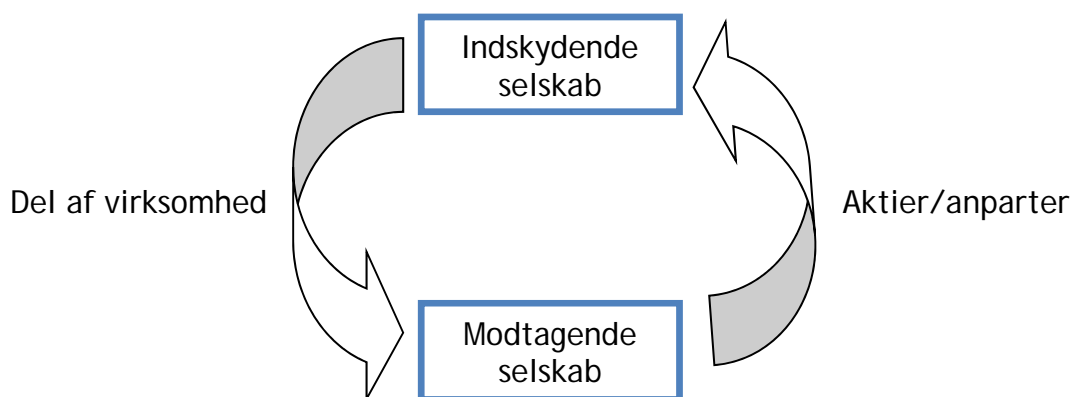 Indskydende
selskab
Del af virksomhed
Aktier/anparter
Modtagende
selskab